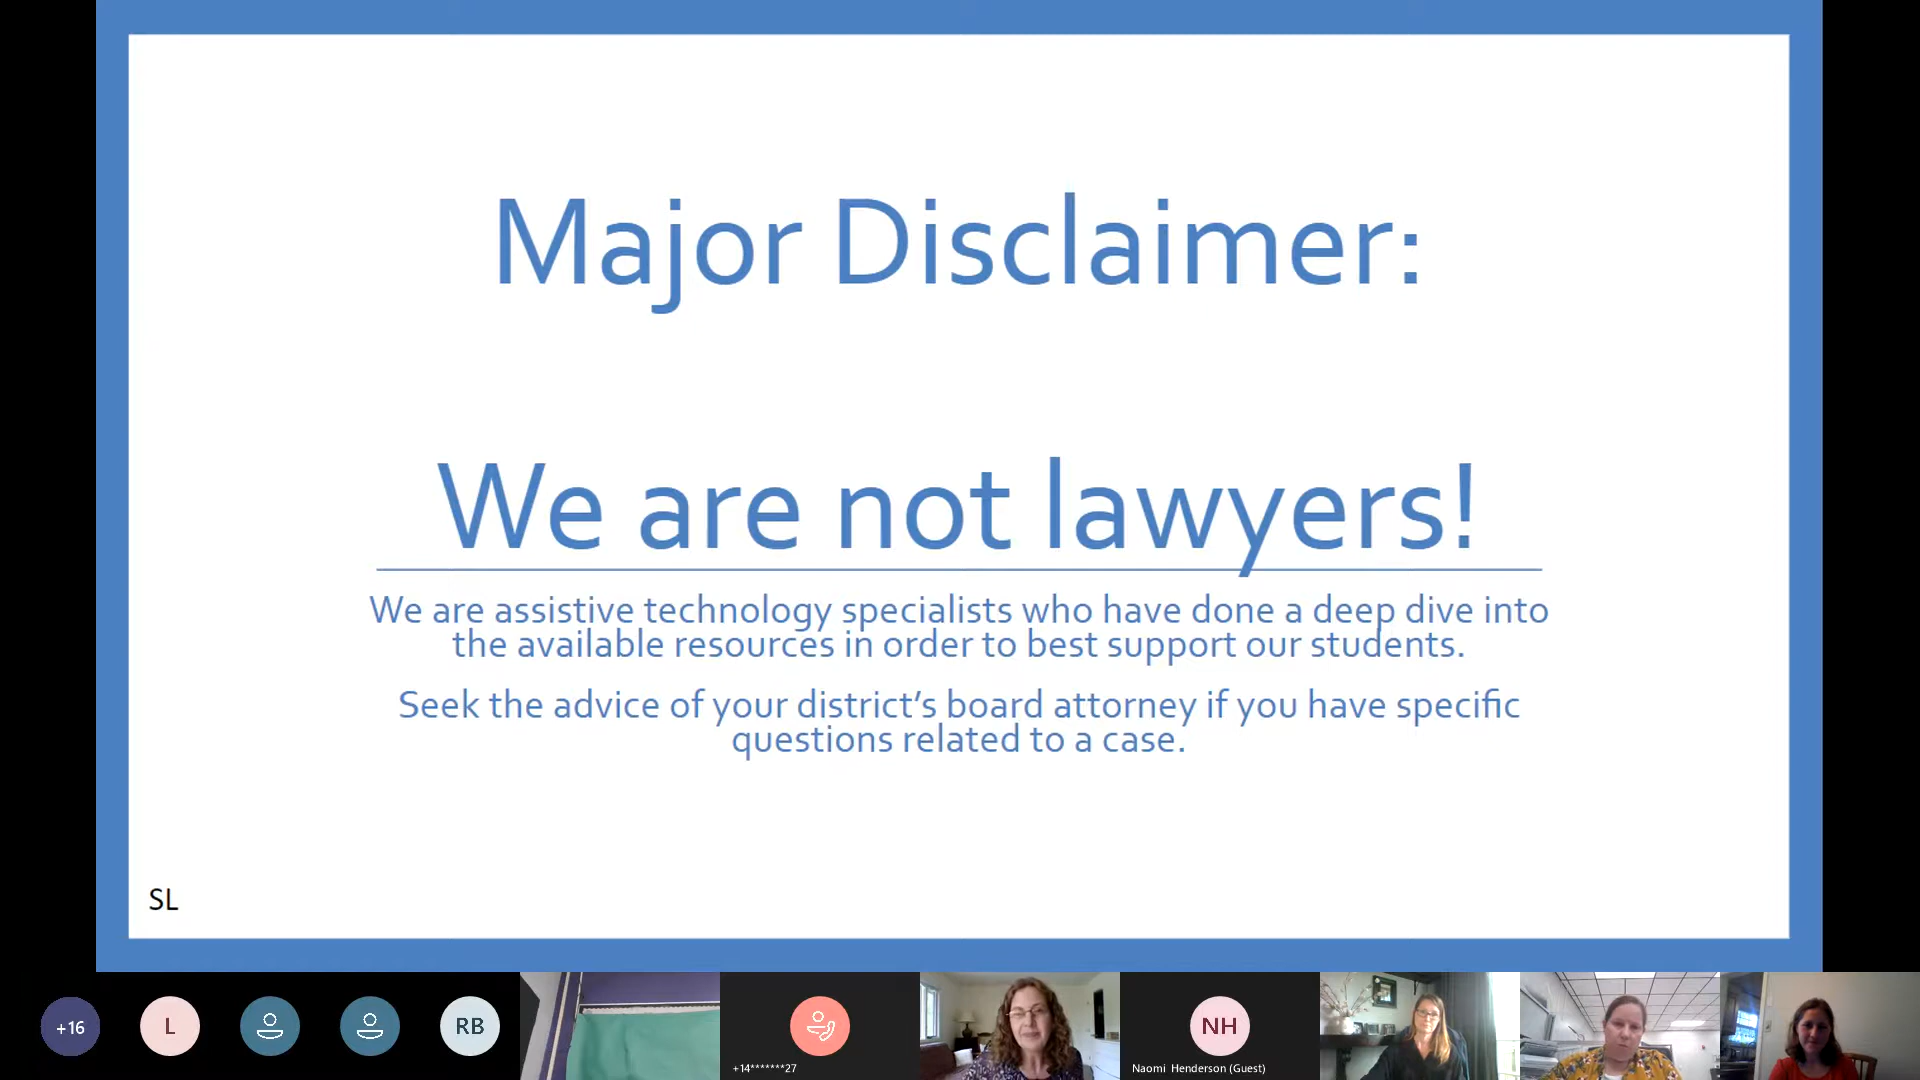 Major Disclaimer:
We are not lawyers!
We are assistive technology specialists who have done a deep dive into
the available resources in order to best support our students.
Seek the advice of your district’s board attorney if you have specific
questions related to a case.
SL
+16
L
RB
+14*******27
NH
Naomi Henderson (Guest)